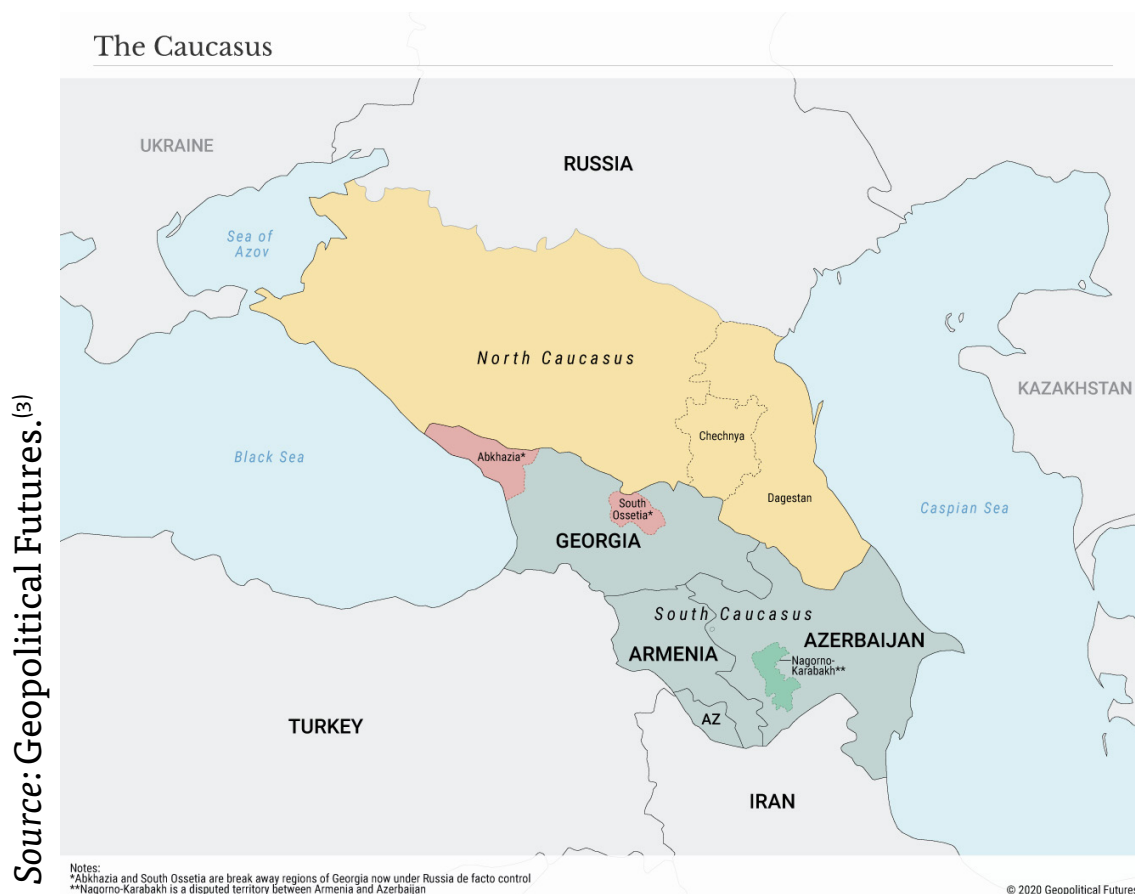 The Caucasus
UKRAINE
RUSSIA
Sea of
Azov
North Caucasus
KAZAKHSTAN
Chechnya
Abkhazia*
Black Sea
Dagestan
South
Ossetia*
Caspian Sea
GEORGIA
South Caucasus
AZERBAIJAN
ARMENIA
Nagorno-
Karabakh**
AZ
TURKEY
IRAN
Notes:
*Abkhazia and South Ossetia are break away regions of Georgia now under Russia de facto control
**Nagorno-Karabakh is a disputed territory between Armenia and Azerbaijan
© 2020 Geopolitical Futures
Source: Geopolitical Futures.(3)